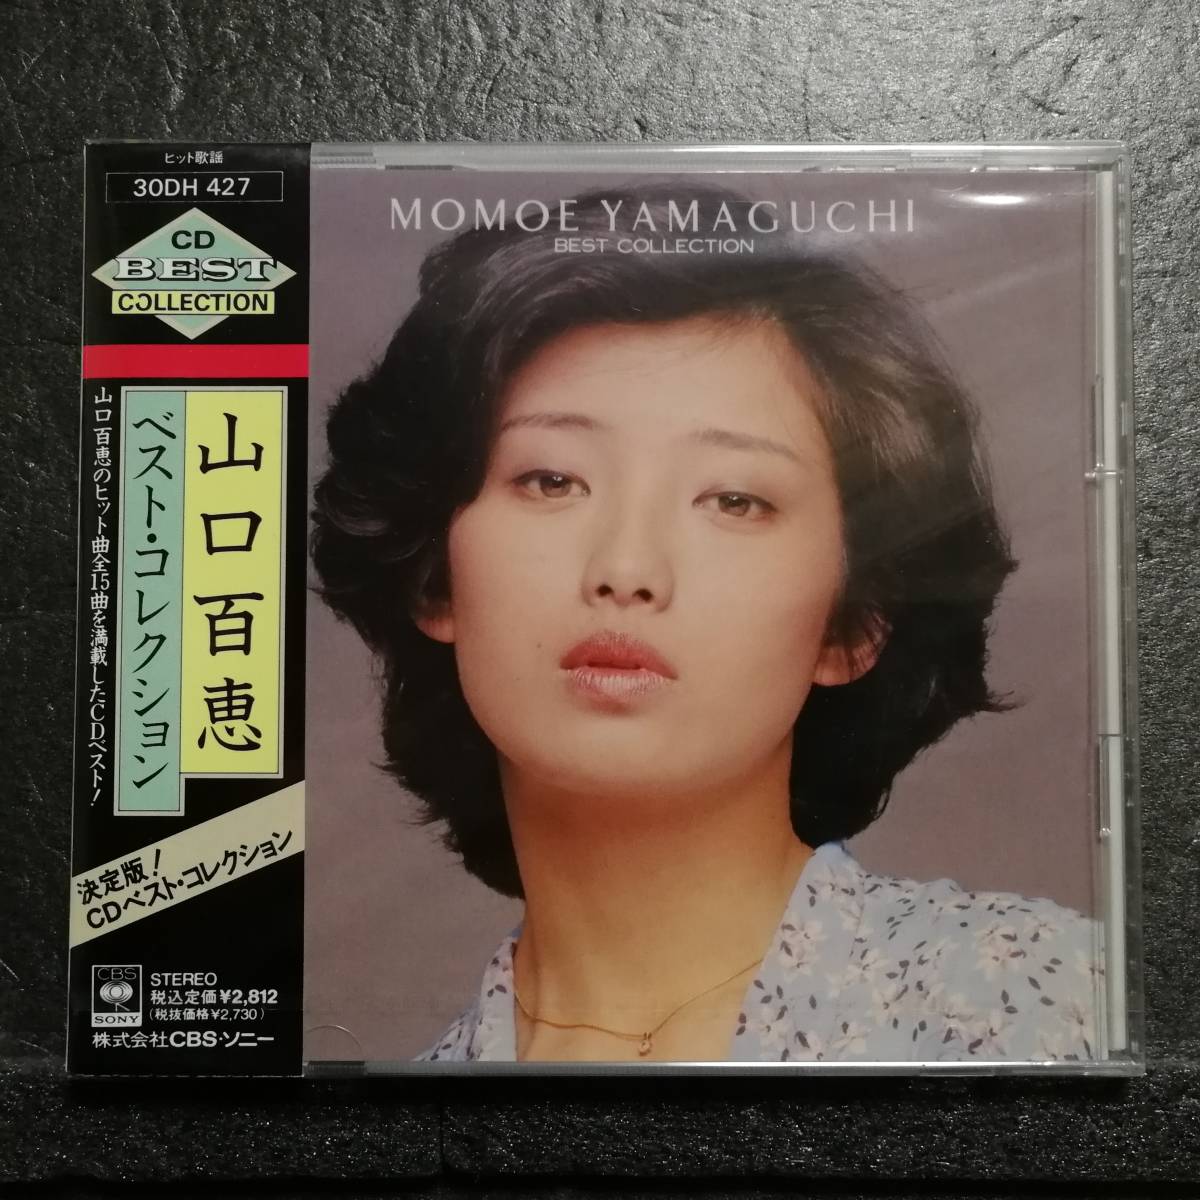 ヒット歌謡
30DH 427
CD
BEST
COLLECTION
山口百恵
ベスト・コレクション
山口百恵のヒット曲全15曲を満載したCDベスト!
決定版!
CDベスト・コレクション
CBS
SONY
STEREO
税込定価¥2,812
(税抜価格¥2,730)
株式会社CBS・ソニー
MOMOE YAMAGUCHI
BEST COLLECTION